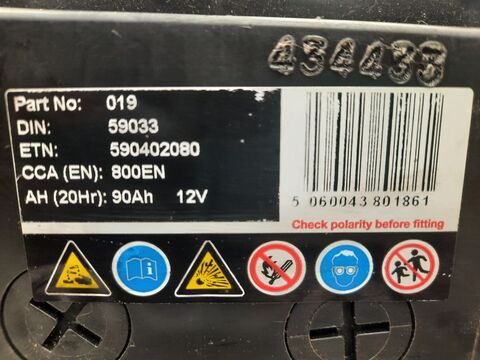 434433
Part No: 019
DIN: 59033
ETN: 590402080
CCA (EN): 800EN
AH (20Hr): 90Ah 12V
5 060043 801861
Check polarity before fitting